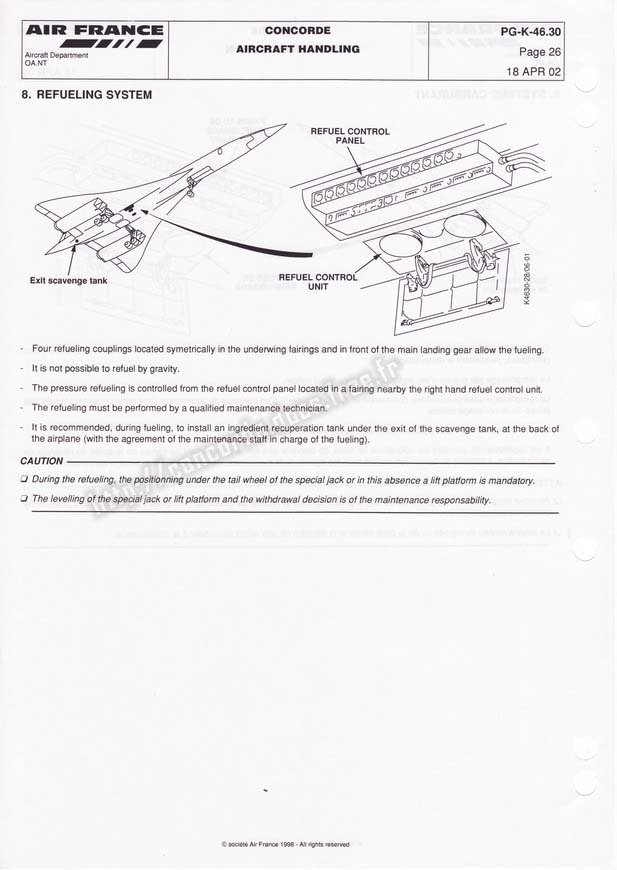 AIR FRANCE
Aircraft Department
OA.NT
CONCORDE
AIRCRAFT HANDLING
PG-K-46.30
Page 26
18 APR 02
8. REFUELING SYSTEM
REFUEL CONTROL
PANEL
Exit scavenge tank
REFUEL CONTROL
UNIT
K4630-28/06-01
- Four refueling couplings located symetrically in the underwing fairings and in front of the main landing gear allow the fueling.
- It is not possible to refuel by gravity.
- The pressure refueling is controlled from the refuel control panel located in a fairing nearby the right hand refuel control unit.
- The refueling must be performed by a qualified maintenance technician.
- It is recommended, during fueling, to install an ingredient recuperation tank under the exit of the scavenge tank, at the back of
the airplane (with the agreement of the maintenance staff in charge of the fueling).
CAUTION
❑ During the refueling, the positionning under the tail wheel of the special jack or in this absence a lift platform is mandatory.
❑ The levelling of the special jack or lift platform and the withdrawal decision is of the maintenance responsability.
http://concorde.duas.free.fr
© société Air France 1998 - All rights reserved